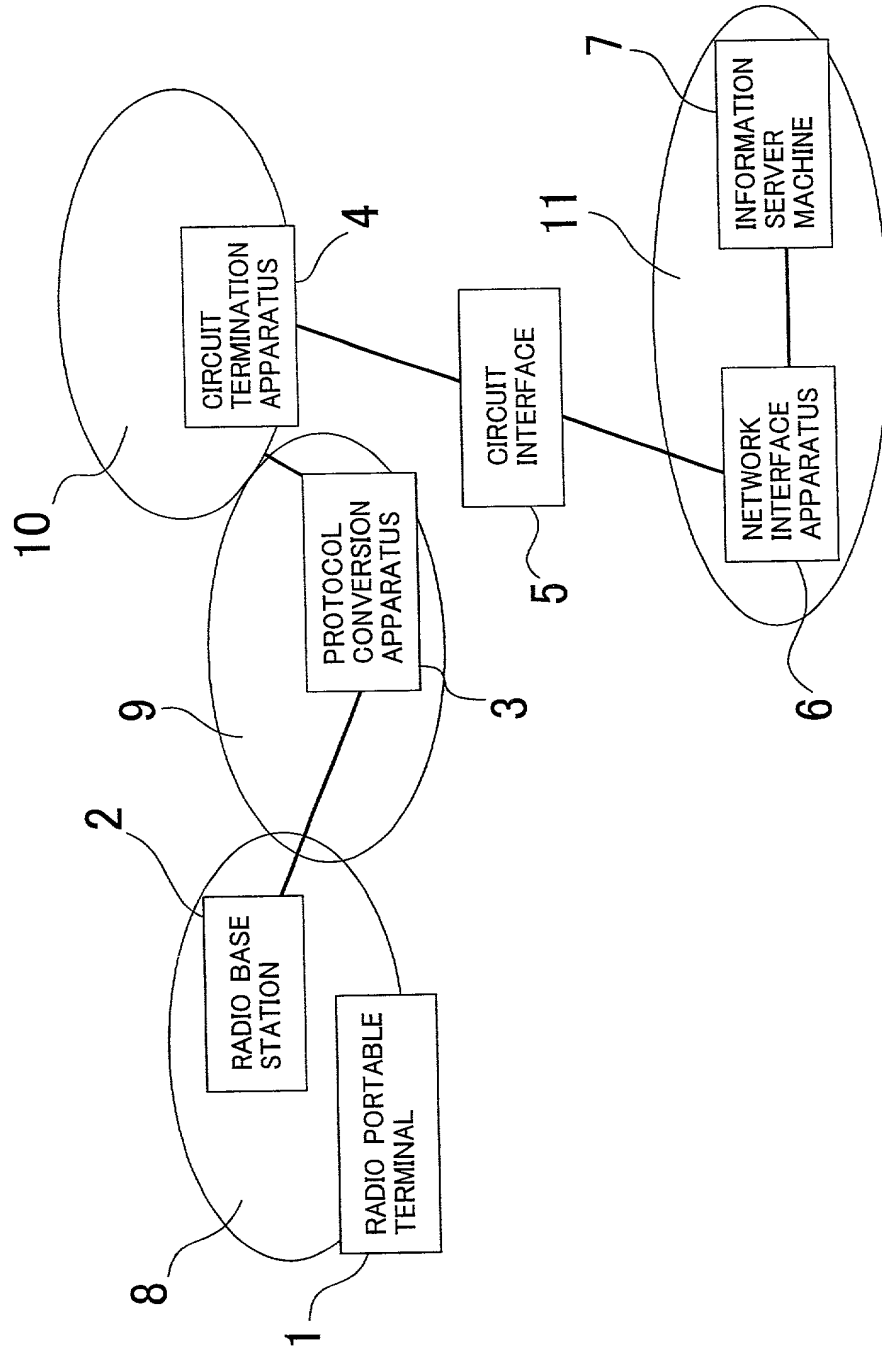 10
CIRCUIT
TERMINATION
APPARATUS
4
7
INFORMATION
SERVER
MACHINE
11
9
PROTOCOL
CONVERSION
APPARATUS
3
CIRCUIT
INTERFACE
5
NETWORK
INTERFACE
APPARATUS
6
2
RADIO BASE
STATION
8
RADIO PORTABLE
TERMINAL
1